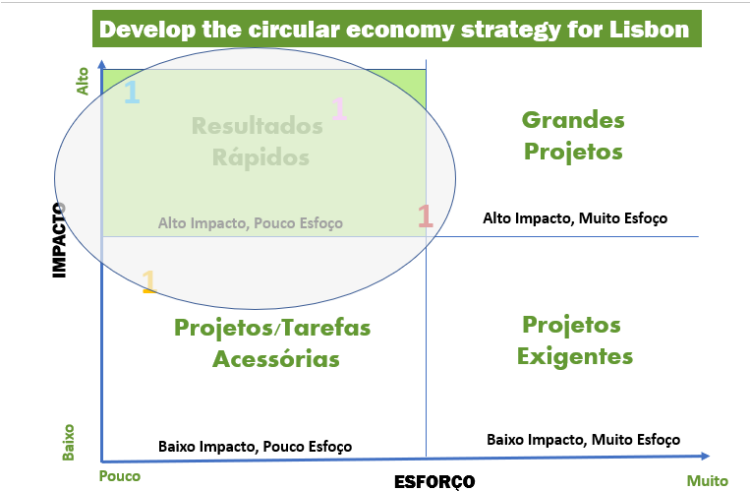 Develop the circular economy strategy for Lisbon
Alto
1
1
Resultados
Rápidos
Grandes
Projetos
1
Alto Impacto, Pouco Esfoço
Alto Impacto, Muito Esfoço
IMPACTO
1
Projetos/Tarefas
Acessórias
Projetos
Exigentes
Baixo
Baixo Impacto, Pouco Esfoço
Baixo Impacto, Muito Esfoço
Pouco
ESFORÇO
Muito